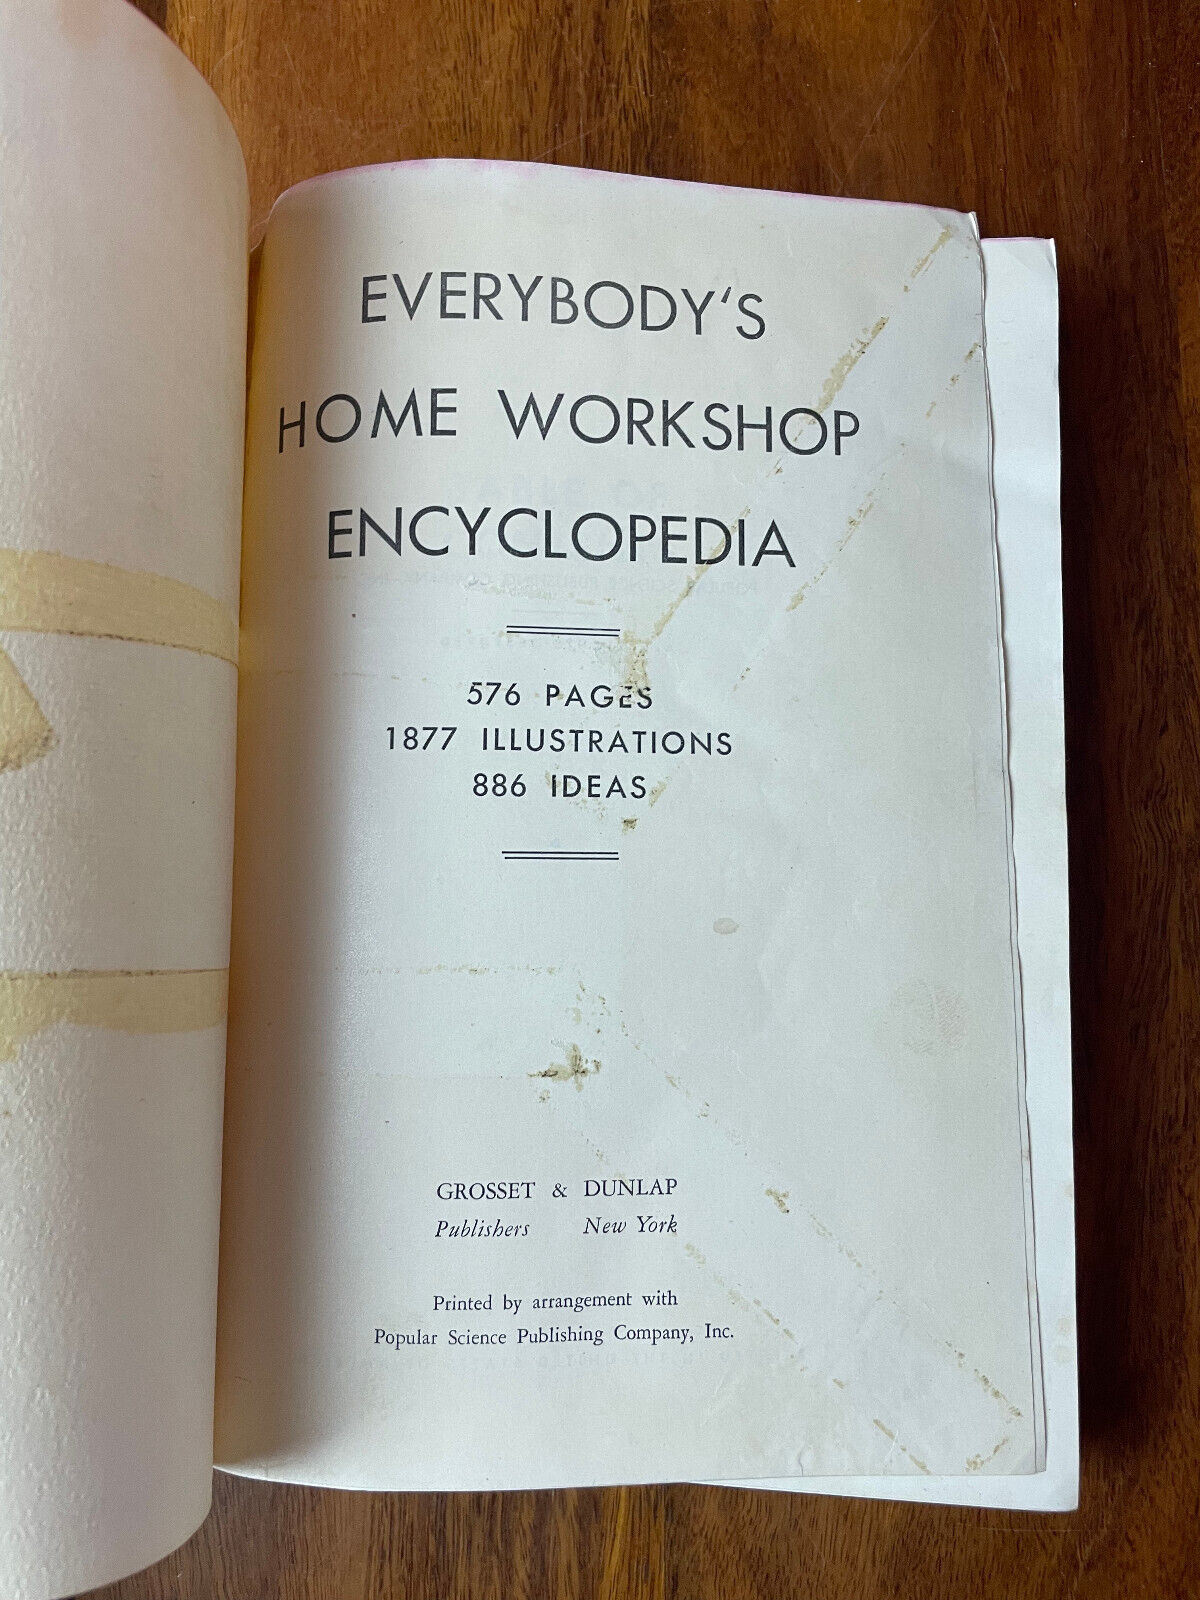 EVERYBODY'S
HOME WORKSHOP
ENCYCLOPEDIA
576 PAGES
1877 ILLUSTRATIONS
886 IDEAS
GROSSET & DUNLAP
Publishers New York
Printed by arrangement with
Popular Science Publishing Company, Inc.